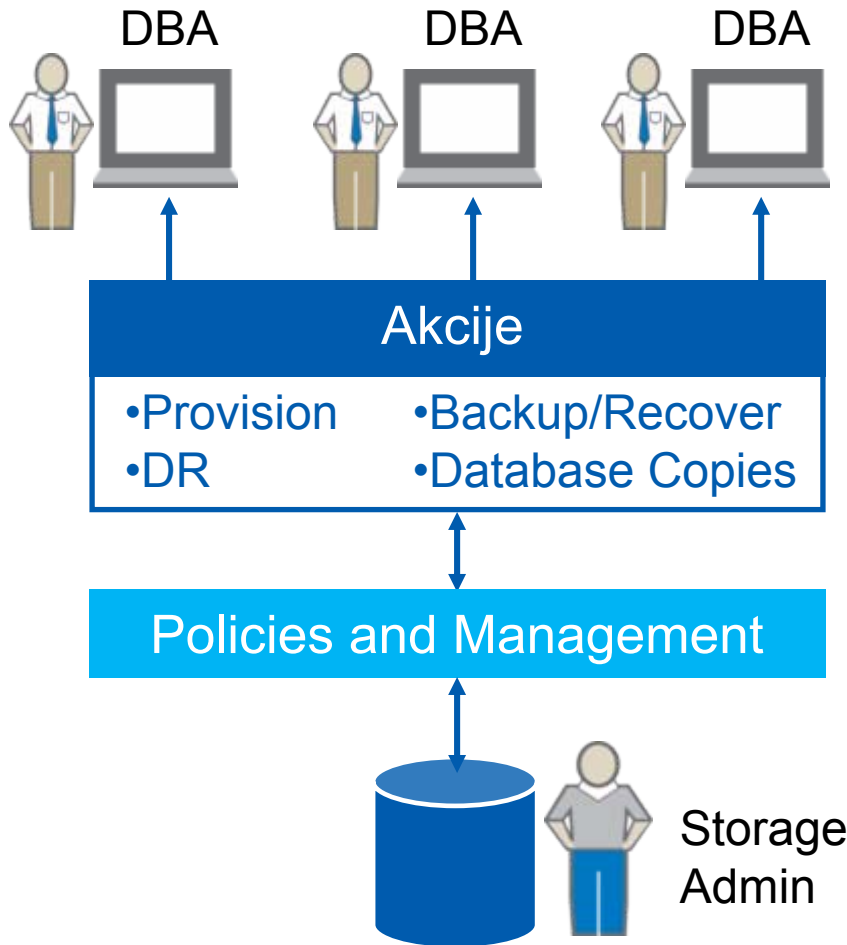 DBA
DBA
DBA
Akcije
•Provision
•Backup/Recover
•DR
•Database Copies
Policies and Management
Storage
Admin